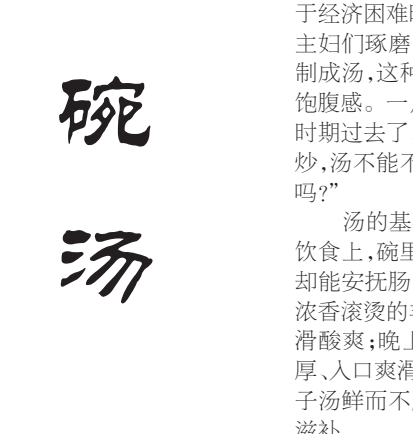 碗
汤
于经济困难
主妇们琢磨
制成汤，这种
饱腹感。一
时期过去了
炒，汤不能不
吗？”
汤的基
饮食上，碗里
却能安抚肠
浓香滚烫的
滑酸爽；晚上
厚、入口爽滑
子汤鲜而不
滋补